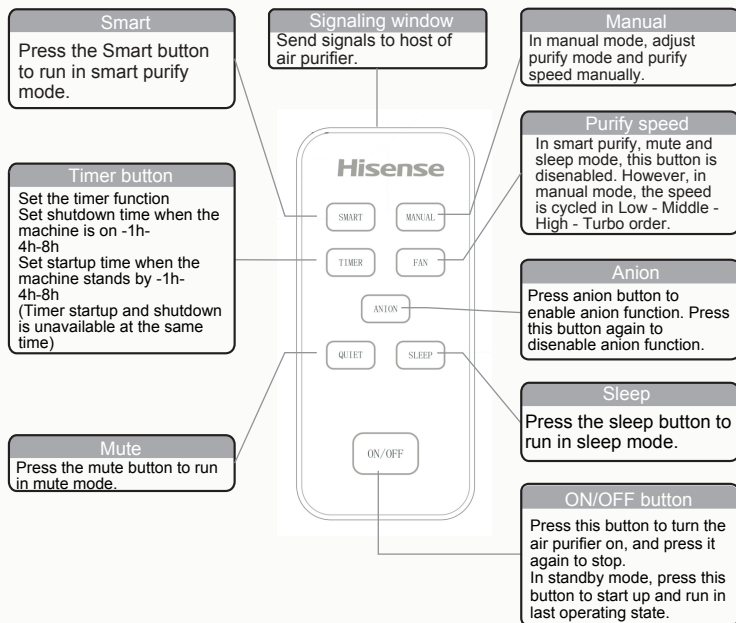 Smart
Press the Smart button
to run in smart purify
mode.
Signaling window
Send signals to host of
air purifier.
Manual
In manual mode, adjust
purify mode and purify
speed manually.
Purify speed
In smart purify, mute and
sleep mode, this button is
disenabled. However, in
manual mode, the speed
is cycled in Low - Middle -
High - Turbo order.
Timer button
Set the timer function
Set shutdown time when the
machine is on -1h-
4h-8h
Set startup time when the
machine stands by -1h-
4h-8h
(Timer startup and shutdown
is unavailable at the same
time)
Hisense
SMART
MANUAL
TIMER
FAN
ANION
QUIET
SLEEP
ON/OFF
Anion
Press anion button to
enable anion function. Press
this button again to
disenable anion function.
Sleep
Press the sleep button to
run in sleep mode.
Mute
Press the mute button to run
in mute mode.
ON/OFF button
Press this button to turn the
air purifier on, and press it
again to stop.
In standby mode, press this
button to start up and run in
last operating state.